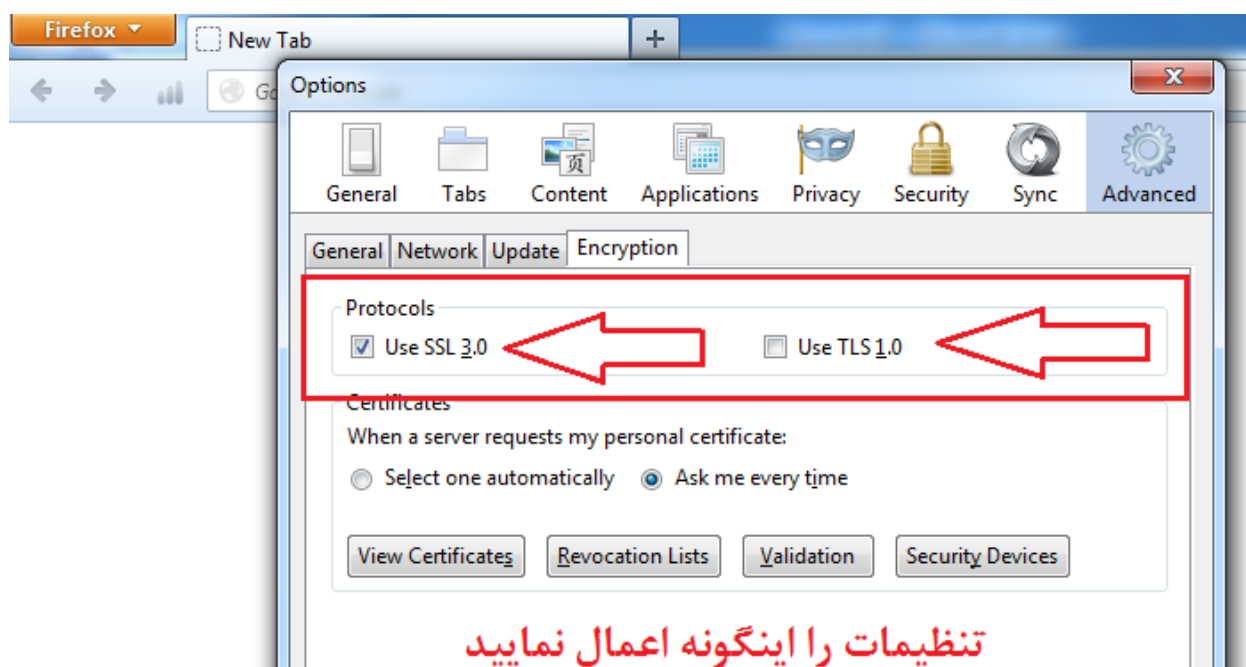 Firefox
New Tab
+
Options
X
页
General Tabs Content Applications Privacy Security Sync Advanced
General Network Update Encryption
Protocols
Use SSL 3.0 Use TLS 1.0
Certificates
When a server requests my personal certificate:
Select one automatically Ask me every time
View Certificates Revocation Lists Validation Security Devices
تنظیمات را اینگونه اعمال نمایید